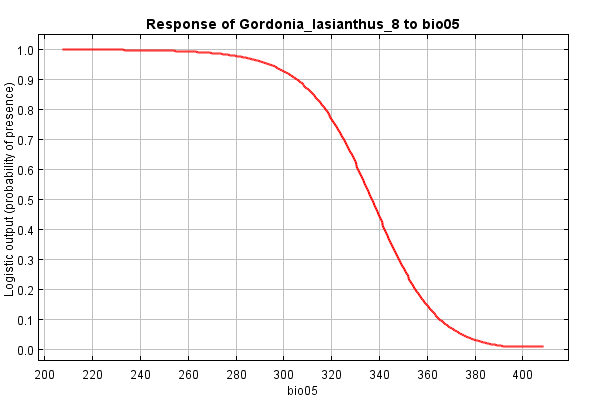 Response of Gordonia_lasianthus_8 to bio05
Logistic output (probability of presence)
1.0
0.9
0.8
0.7
0.6
0.5
0.4
0.3
0.2
0.1
0.0
200 220 240 260 280 300 320 340 360 380 400
bio05